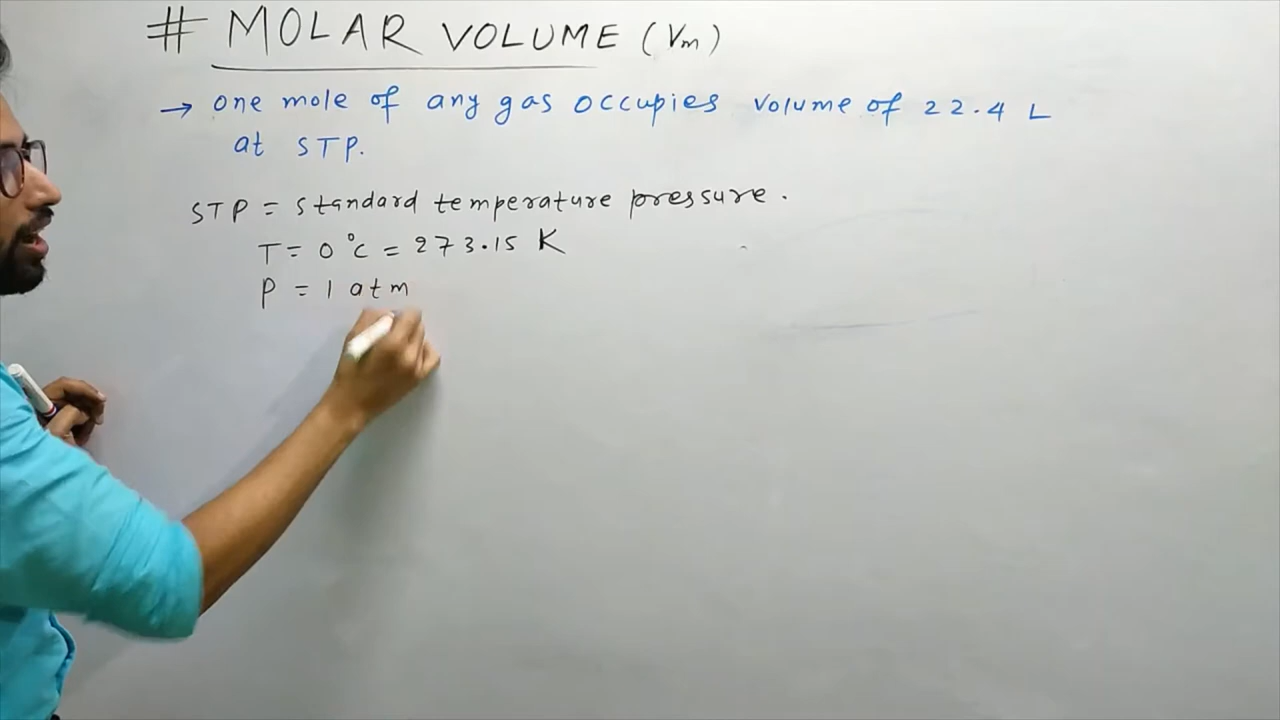 # MOLAR VOLUME (Vm)
→ one mole of any gas occupies volume of 22.4 L
at STP.
STP = standard temperature pressure.
T = 0°C = 273.15 K
P = 1 atm